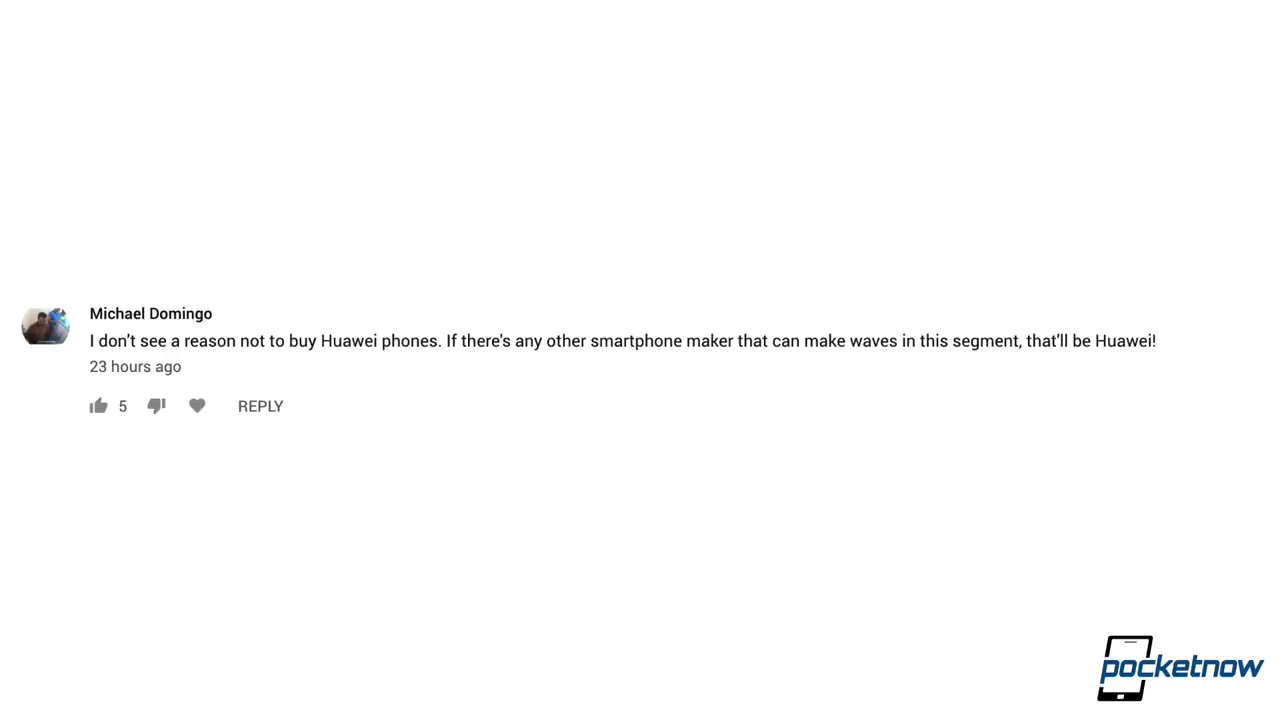 Michael Domingo
I don't see a reason not to buy Huawei phones. If there's any other smartphone maker that can make waves in this segment, that'll be Huawei!
23 hours ago
5 REPLY
pocketnow